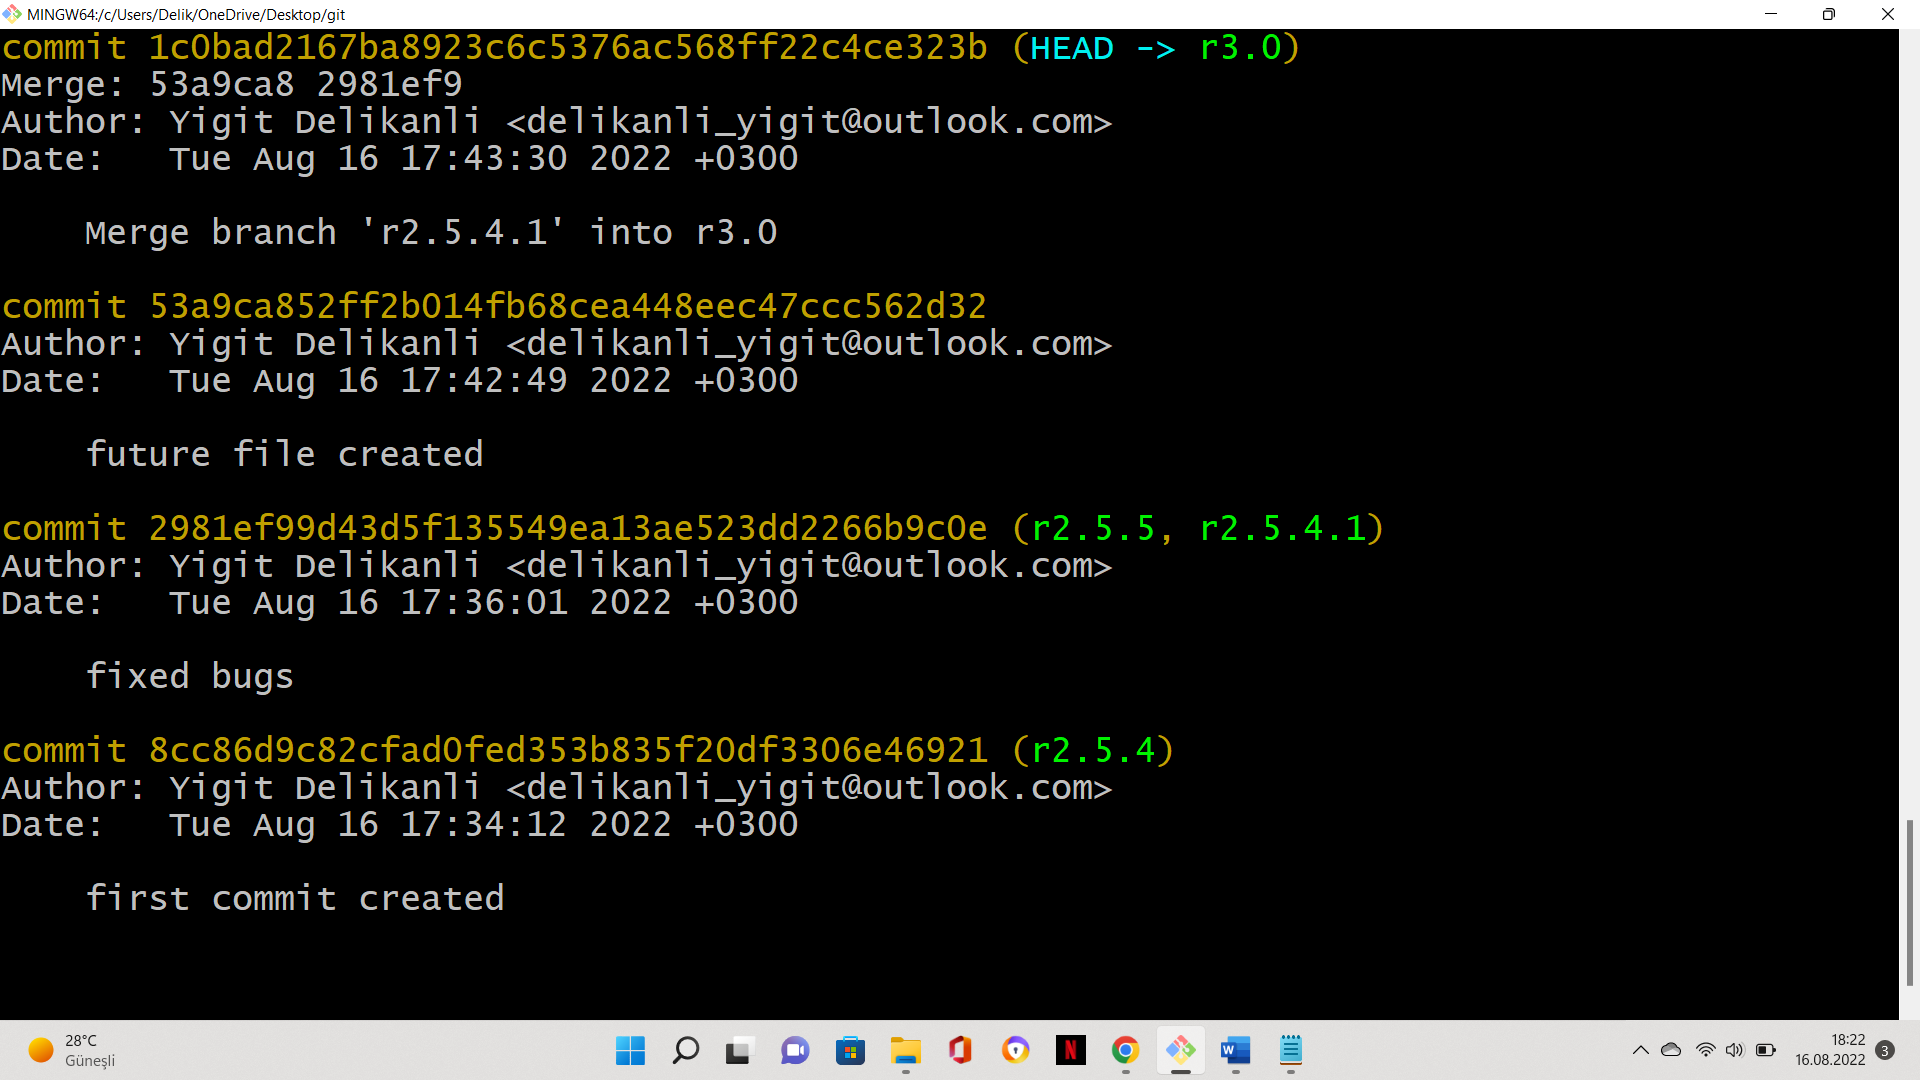 MINGW64:/c/Users/Delik/OneDrive/Desktop/git
commit 1c0bad2167ba8923c6c5376ac568ff22c4ce323b (HEAD -> r3.0)
Merge: 53a9ca8 2981ef9
Author: Yigit Delikanli <delikanli_yigit@outlook.com>
Date:   Tue Aug 16 17:43:30 2022 +0300
Merge branch 'r2.5.4.1' into r3.0
commit 53a9ca852ff2b014fb68cea448eec47ccc562d32
Author: Yigit Delikanli <delikanli_yigit@outlook.com>
Date:   Tue Aug 16 17:42:49 2022 +0300
future file created
commit 2981ef99d43d5f135549ea13ae523dd2266b9c0e (r2.5.5, r2.5.4.1)
Author: Yigit Delikanli <delikanli_yigit@outlook.com>
Date:   Tue Aug 16 17:36:01 2022 +0300
fixed bugs
commit 8cc86d9c82cfad0fed353b835f20df3306e46921 (r2.5.4)
Author: Yigit Delikanli <delikanli_yigit@outlook.com>
Date:   Tue Aug 16 17:34:12 2022 +0300
first commit created
28°C
Güneşli
N
W
18:22
16.08.2022
3